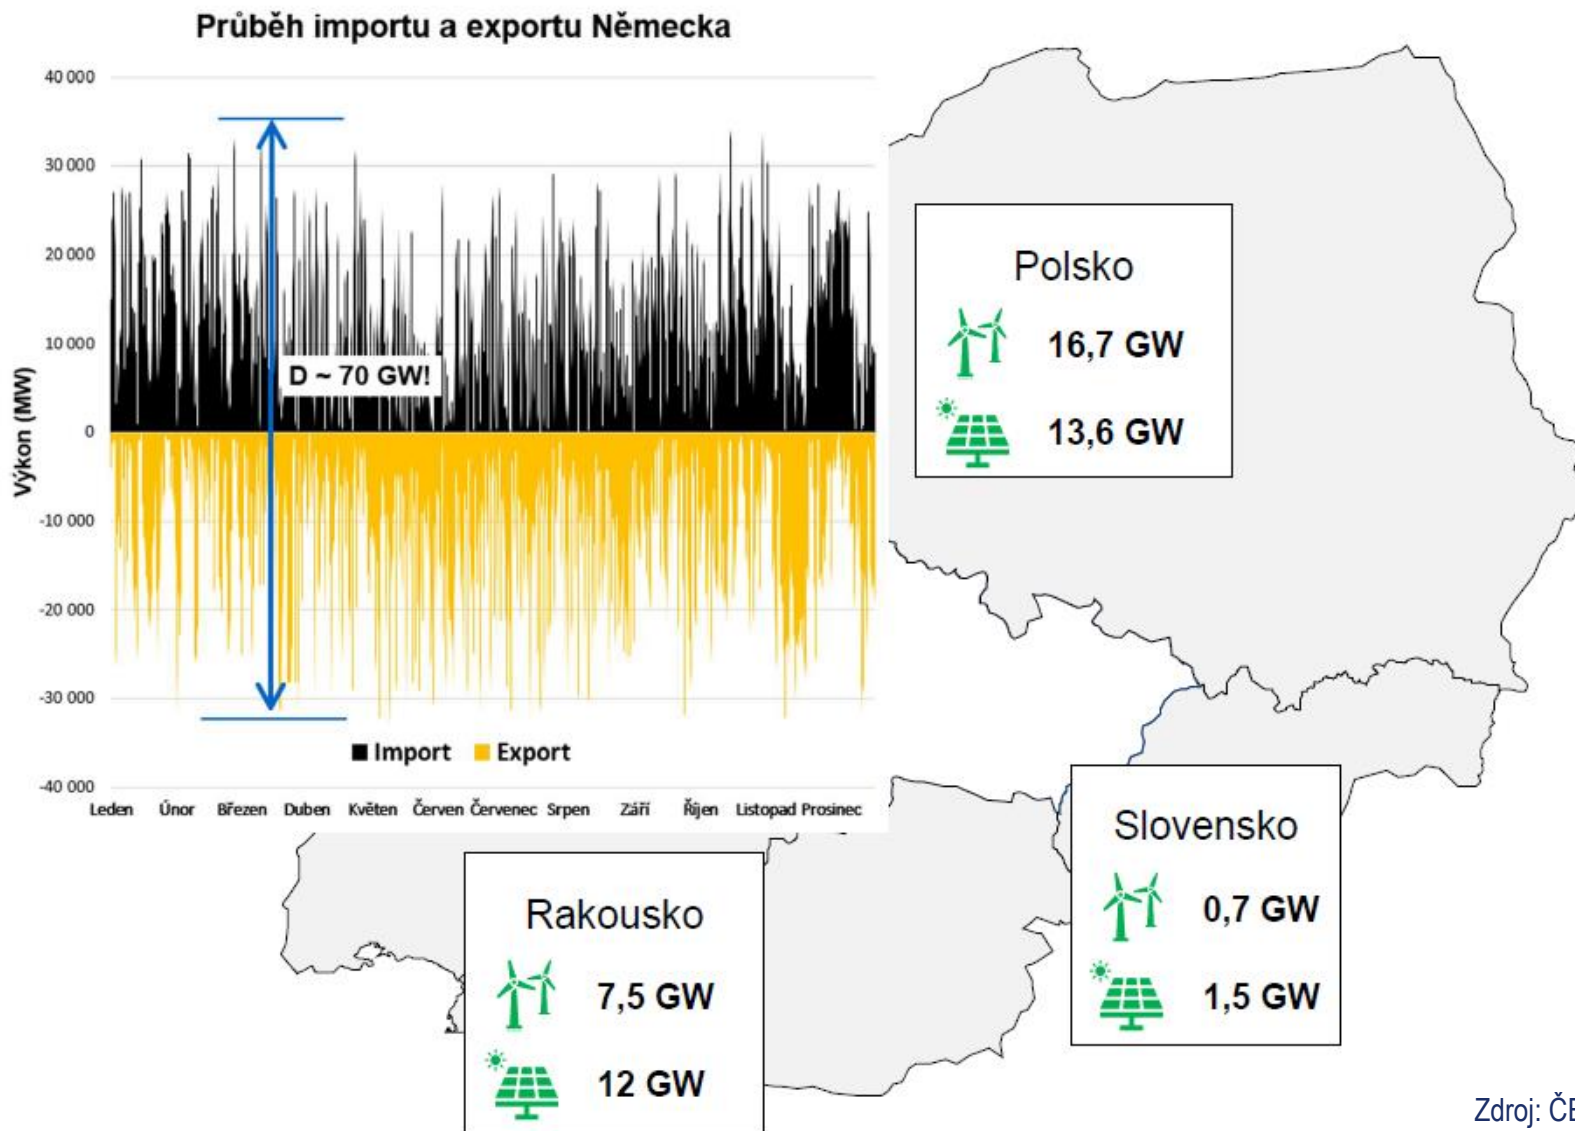 Průběh importu a exportu Německa
Výkon (MW)
40 000
30 000
20 000
10 000
0
-10 000
-20 000
-30 000
-40 000
D ~ 70 GW!
Import
Export
Leden Únor Březen Duben Květen Červen Červenec Srpen Září Říjen Listopad Prosinec
Polsko
16,7 GW
13,6 GW
Slovensko
0,7 GW
1,5 GW
Rakousko
7,5 GW
12 GW
Zdroj: